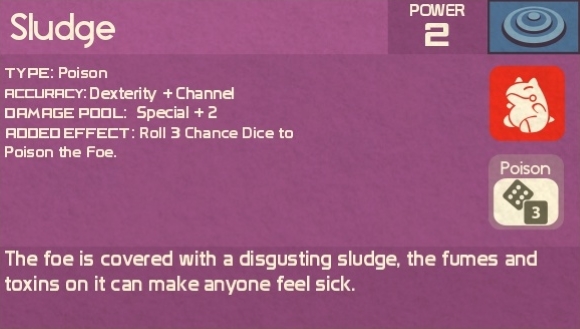 Sludge
POWER
2
TYPE: Poison
ACCURACY: Dexterity + Channel
DAMAGE POOL: Special + 2
ADDED EFFECT: Roll 3 Chance Dice to
Poison the Foe.
Poison
3
The foe is covered with a disgusting sludge, the fumes and
toxins on it can make anyone feel sick.